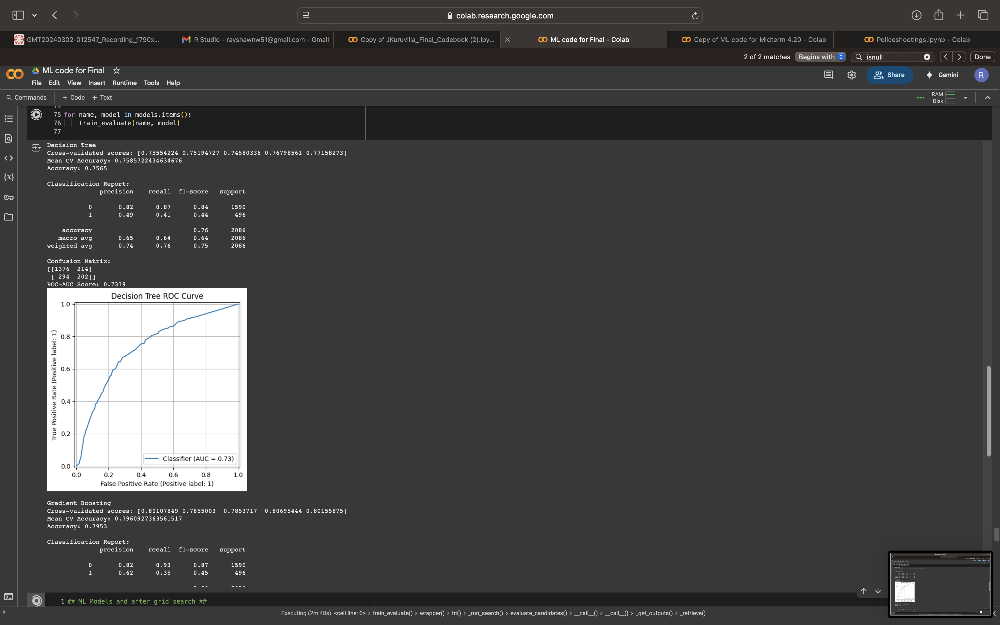 colab.research.google.com
GMT20240302-012547_Recording_1790x...
R Studio - rayshawnw51@gmail.com - Gmail
Copy of JKuruvilla_Final_Codebook (2).ipy...
ML code for Final - Colab
Copy of ML code for Midterm 4.20 - Colab
Policeshootings.ipynb - Colab
2 of 2 matches
Begins with
isnull
Done
ML code for Final
File Edit View Insert Runtime Tools Help
Share
Gemini
R
Commands + Code + Text
RAM
Disk
74
75 for name, model in models.items():
76 train_evaluate(name, model)
77
Decision Tree
Cross-validated scores: [0.75554224 0.75194727 0.74580336 0.76798561 0.77158273]
Mean CV Accuracy: 0.7585722434634676
Accuracy: 0.7565
Classification Report:
precision recall f1-score support
0 0.82 0.87 0.84 1590
1 0.49 0.41 0.44 496
accuracy 0.76 2086
macro avg 0.65 0.64 0.64 2086
weighted avg 0.74 0.76 0.75 2086
Confusion Matrix:
[[1376 214]
[ 294 202]]
ROC-AUC Score: 0.7319
Decision Tree ROC Curve
1.0
0.8
0.6
0.4
0.2
0.0
True Positive Rate (Positive label: 1)
Classifier (AUC = 0.73)
0.0 0.2 0.4 0.6 0.8 1.0
False Positive Rate (Positive label: 1)
Gradient Boosting
Cross-validated scores: [0.80107849 0.7855003 0.7853717 0.80695444 0.80155875]
Mean CV Accuracy: 0.7960927363561517
Accuracy: 0.7953
Classification Report:
precision recall f1-score support
0 0.82 0.93 0.87 1590
1 0.62 0.35 0.45 496
1 ## ML Models and after grid search ##
Executing (2m 48s) <cell line: 0> > train_evaluate() > wrapper() > fit() > _run_search() > evaluate_candidates() > __call__() > __call__() > _get_outputs() > _retrieve()